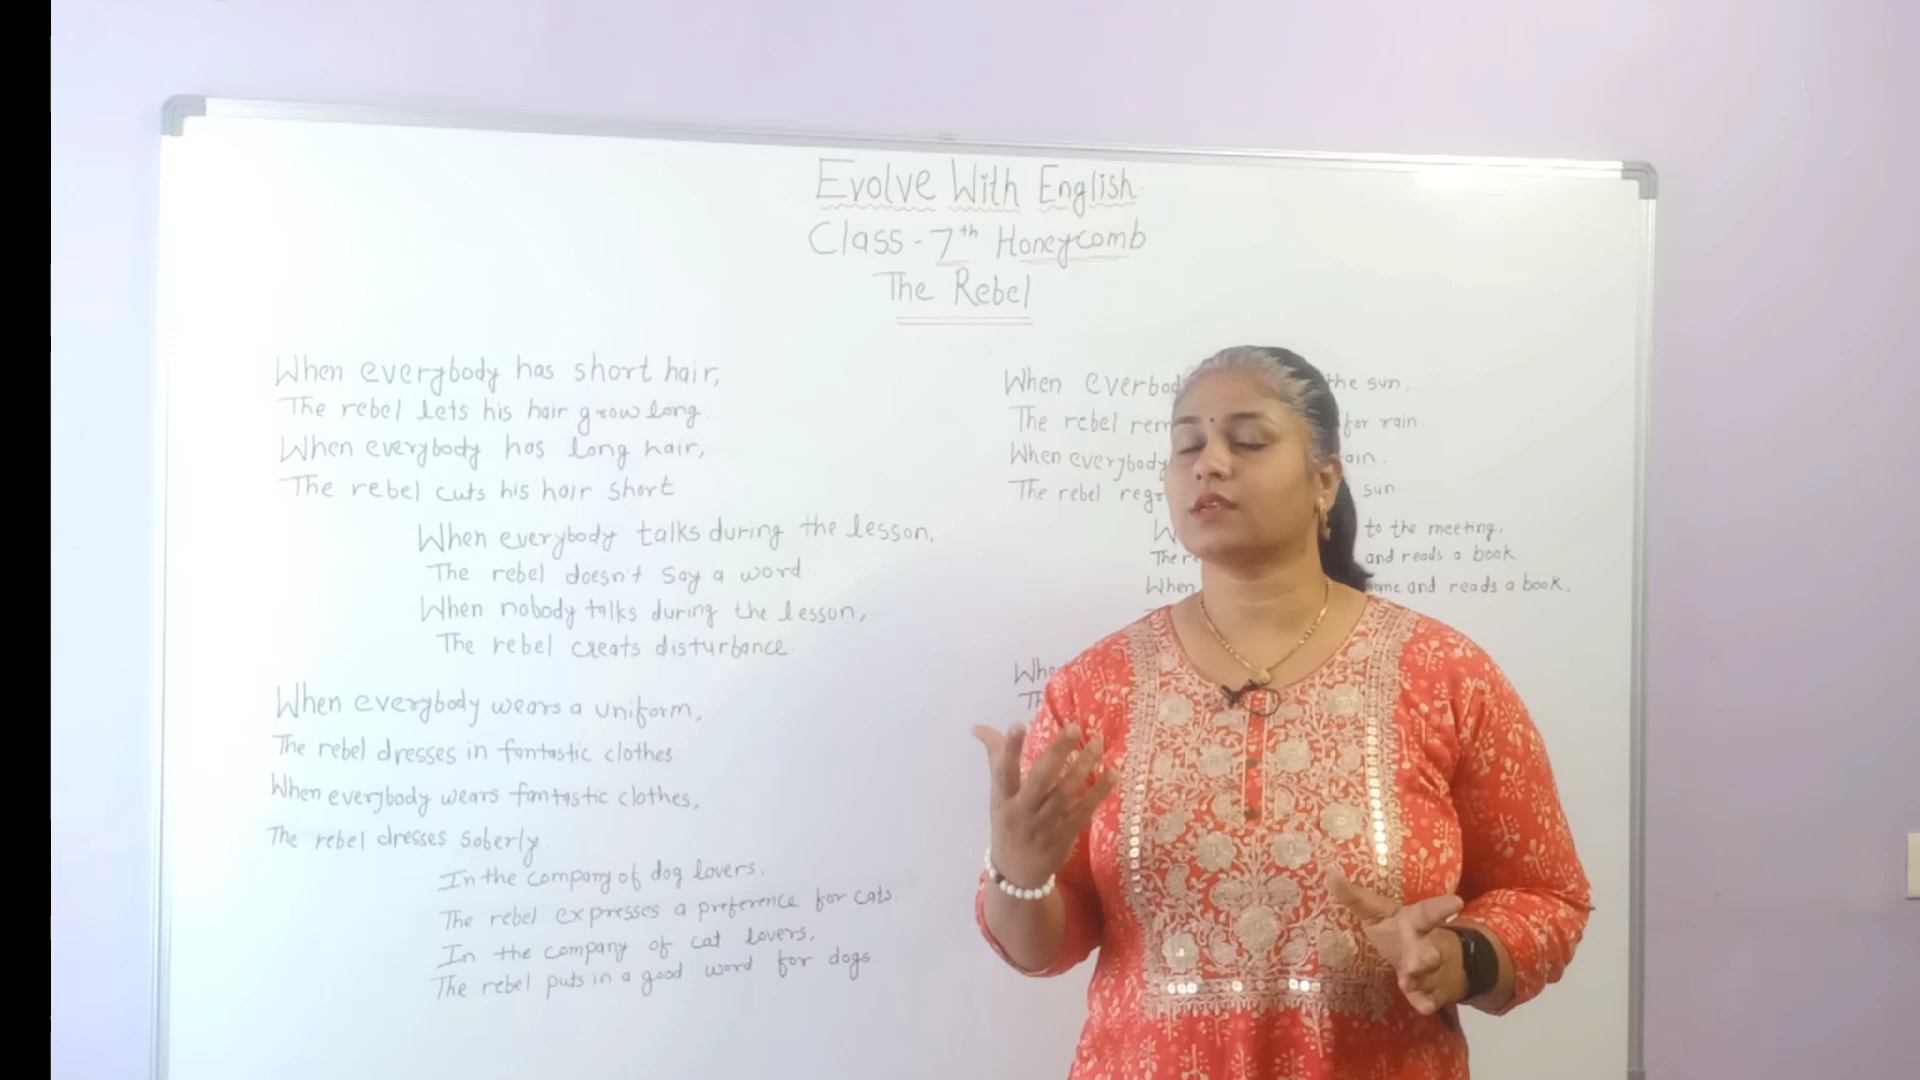 Evolve With English
Class - 7th Honeycomb
The Rebel
When everybody has short hair,
The rebel lets his hair grow long.
When everybody has long hair,
The rebel cuts his hair short
When everybody talks during the lesson,
The rebel doesn't say a word.
When nobody talks during the lesson,
The rebel creats disturbance
When everybody wears a uniform,
The rebel dresses in fantastic clothes
When everybody wears fantastic clothes,
The rebel dresses soberly.
In the company of dog lovers,
The rebel expresses a preference for cats.
In the company of cat lovers,
The rebel puts in a good word for dogs.
When the sun.
The rebel for rain
When everybody
The rebel sun.
to the meeting,
and reads a book
When and reads a book,